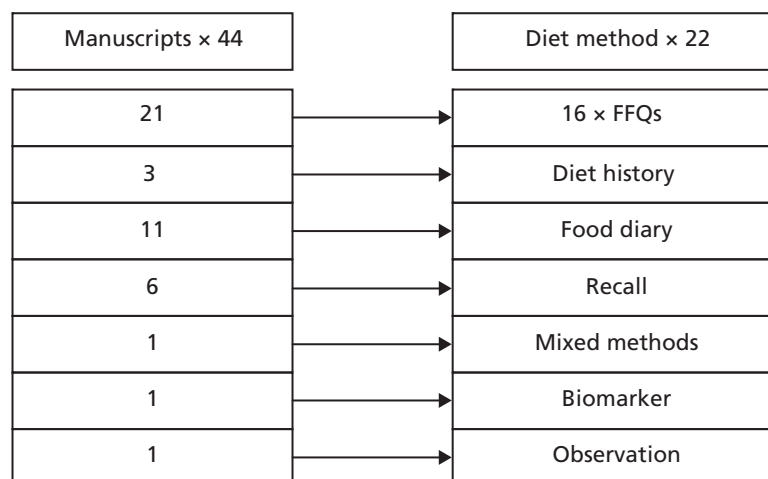 Manuscripts × 44
Diet method × 22
21
16 × FFQs
3
Diet history
11
Food diary
6
Recall
1
Mixed methods
1
Biomarker
1
Observation